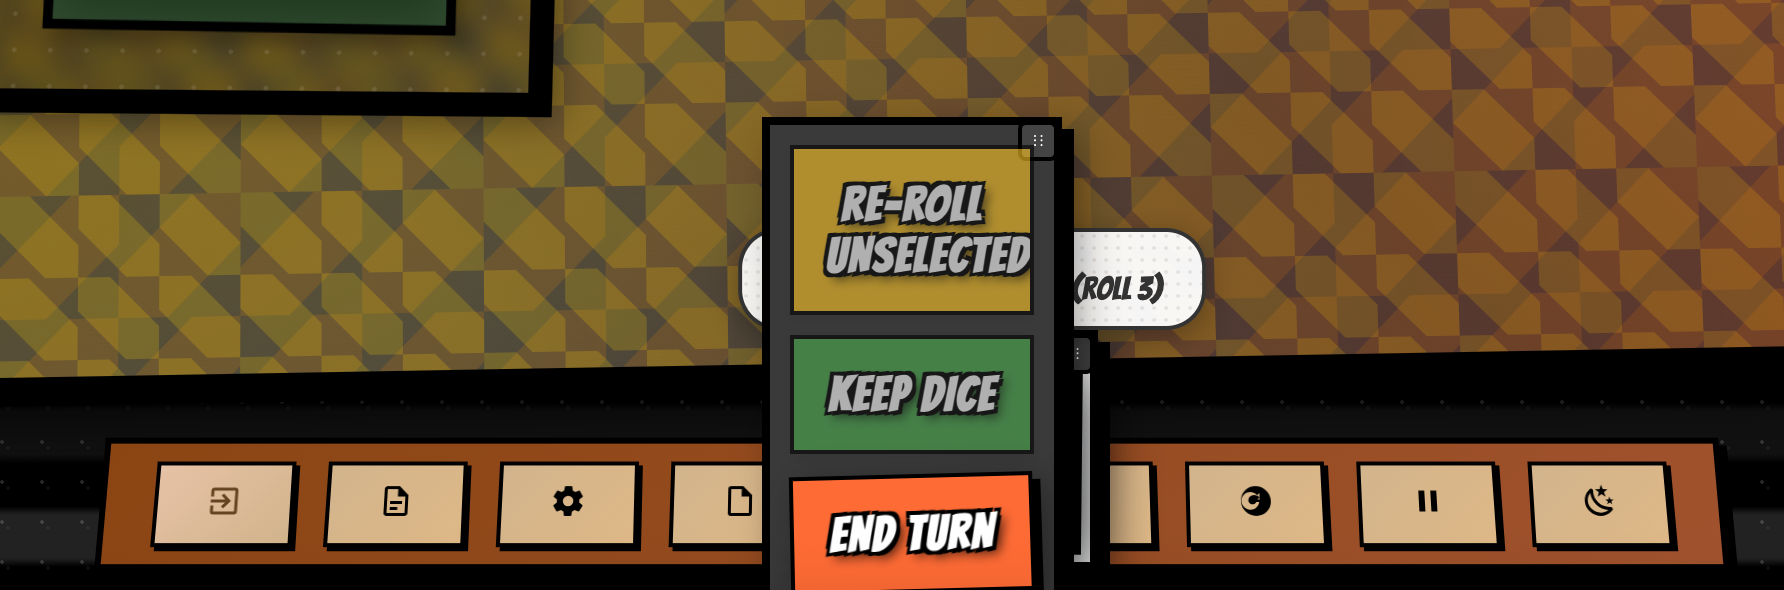 RE-ROLL
UNSELECTED
(ROLL 3)
KEEP DICE
END TURN